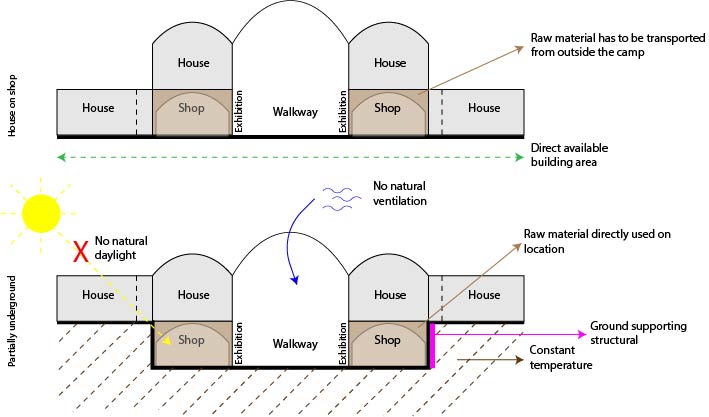 House on shop
House
House
Raw material has to be transported
from outside the camp
House
Shop
Exhibition
Walkway
Exhibition
Shop
House
Direct available
building area
No natural
ventilation
X
No natural
daylight
Raw material directly used on
location
Partially underground
House
House
House
House
Shop
Exhibition
Walkway
Exhibition
Shop
Ground supporting
structural
Constant
temperature